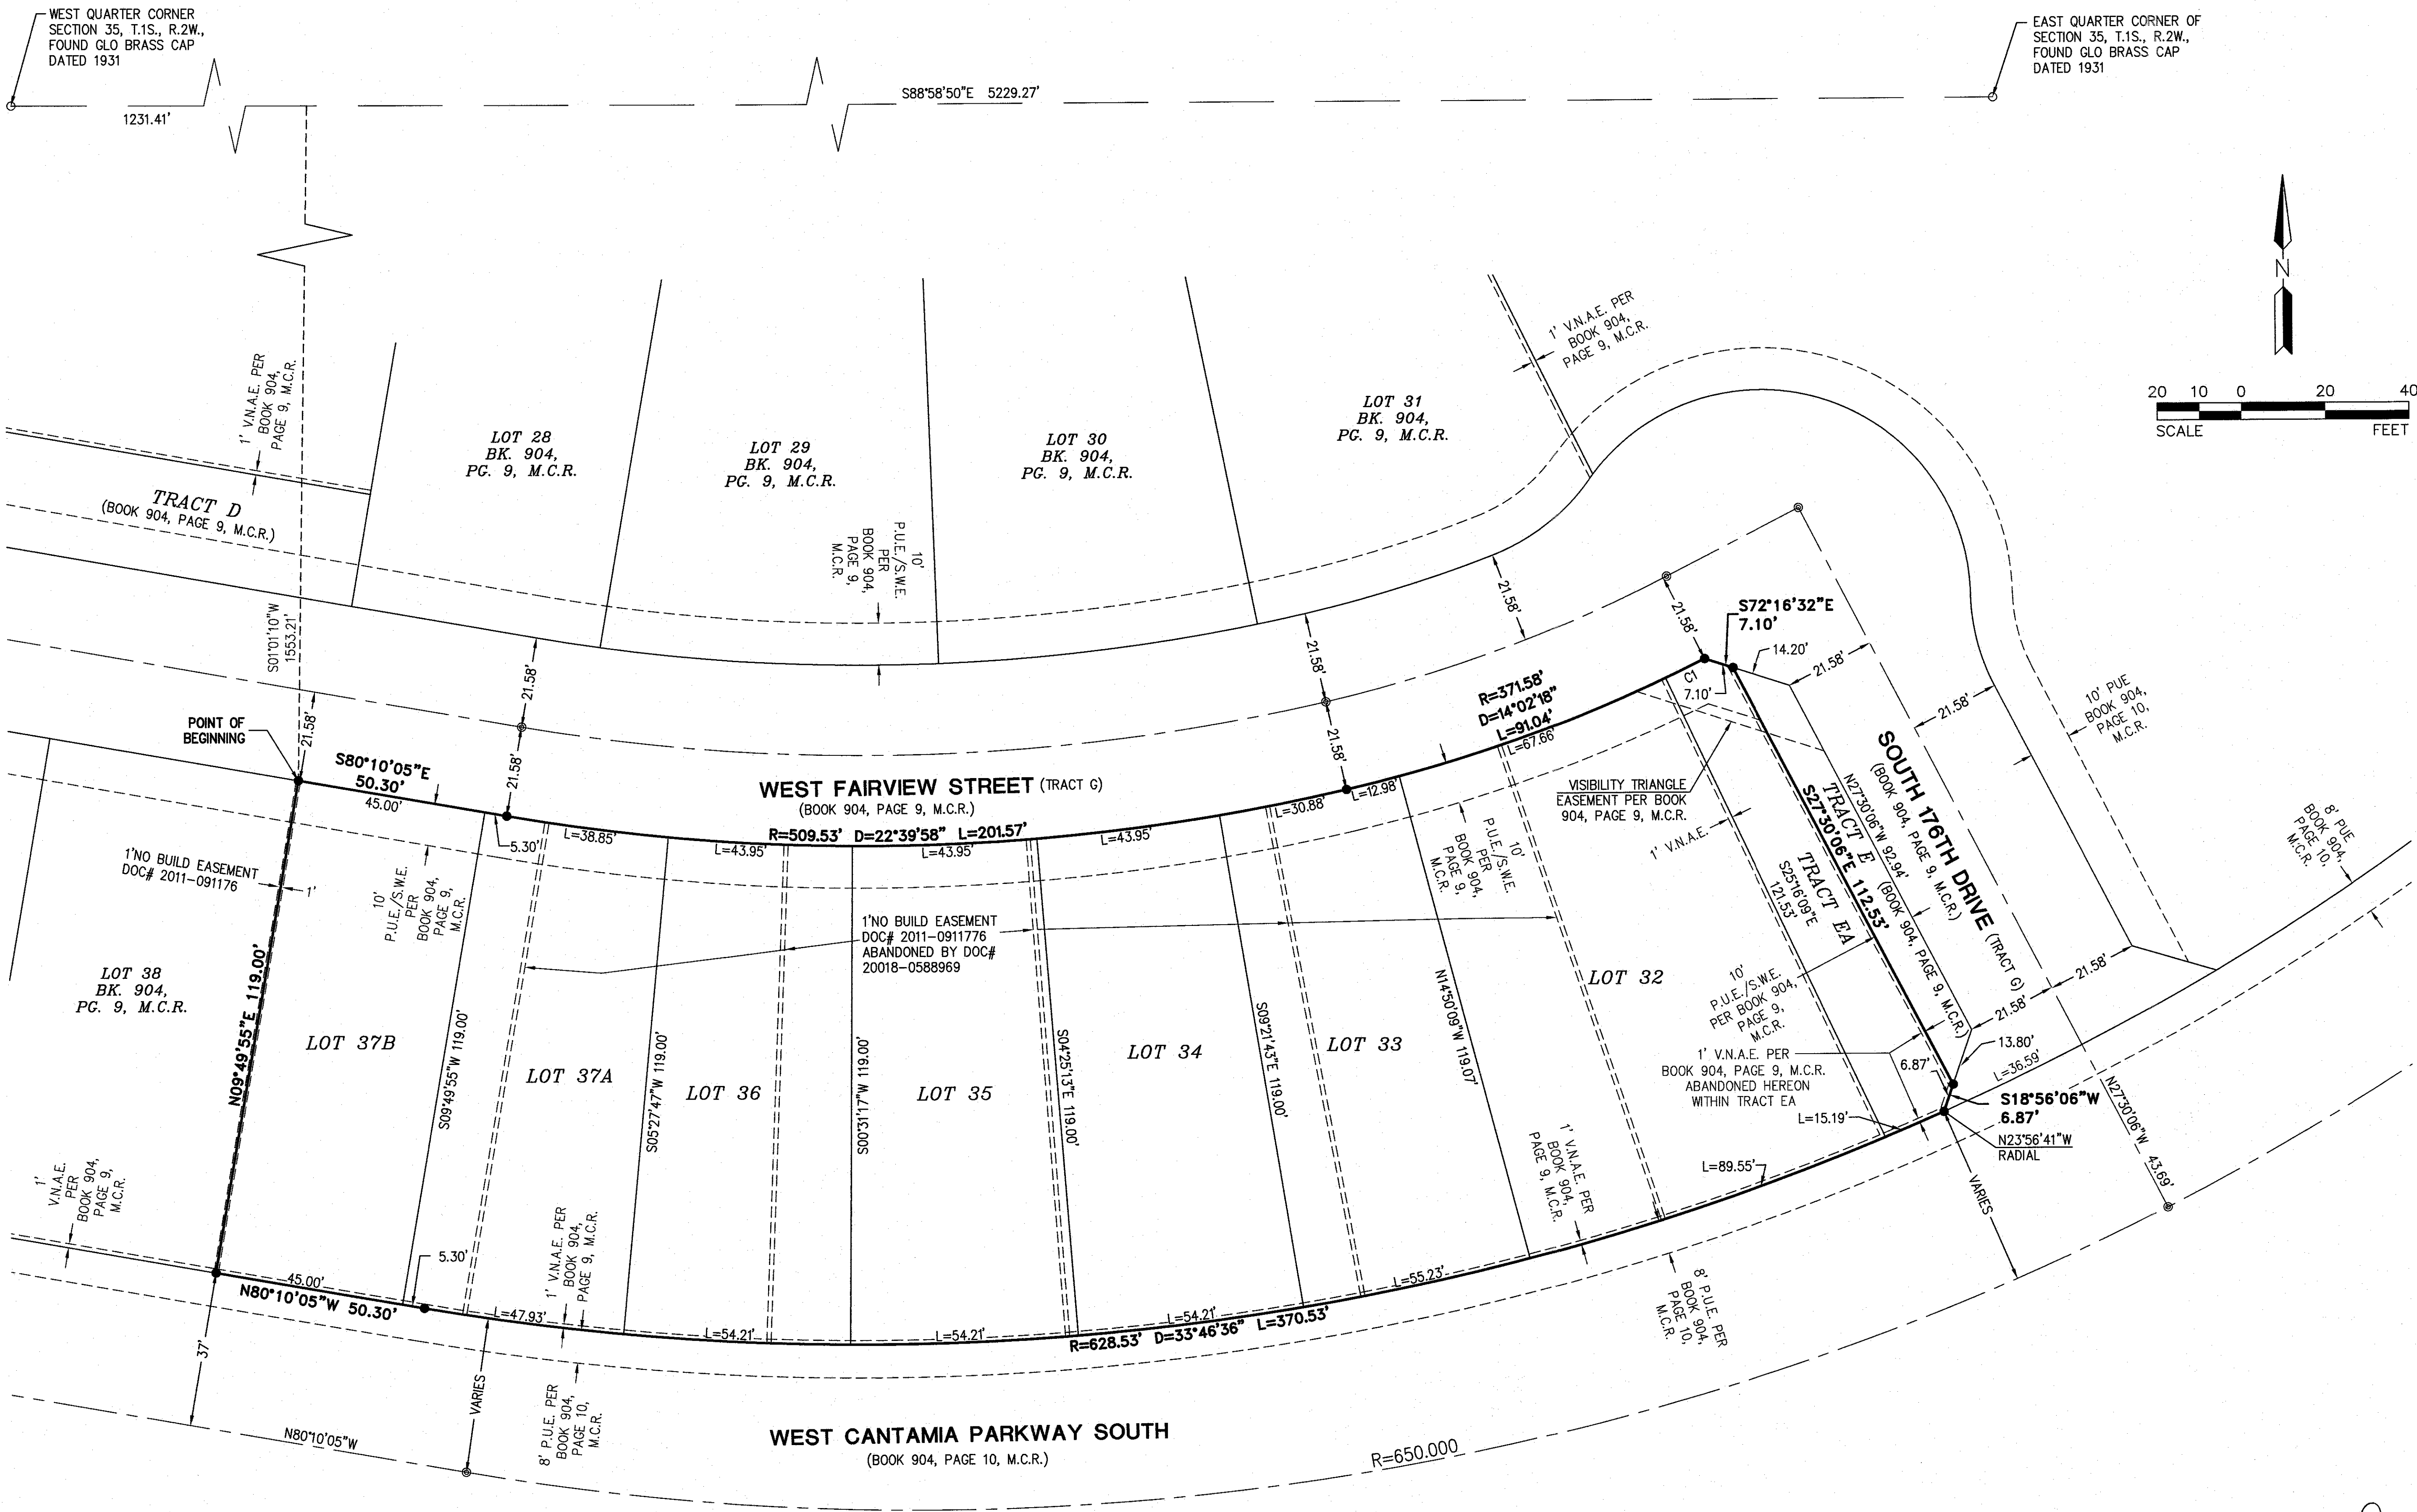 WEST QUARTER CORNER
SECTION 35, T.1S., R.2W.,
FOUND GLO BRASS CAP
DATED 1931
EAST QUARTER CORNER OF
SECTION 35, T.1S., R.2W.,
FOUND GLO BRASS CAP
DATED 1931
S88°58'50"E 5229.27'
1231.41'
N
20 10 0 20 40
SCALE FEET
1' V.N.A.E. PER
BOOK 904,
PAGE 9, M.C.R.
1' V.N.A.E. PER
BOOK 904,
PAGE 9, M.C.R.
TRACT D
(BOOK 904, PAGE 9, M.C.R.)
LOT 28
BK. 904,
PG. 9, M.C.R.
LOT 29
BK. 904,
PG. 9, M.C.R.
LOT 30
BK. 904,
PG. 9, M.C.R.
LOT 31
BK. 904,
PG. 9, M.C.R.
10'
P.U.E./S.W.E.
PER
BOOK 904,
PAGE 9,
M.C.R.
S01°01'10"W
1553.21'
21.58'
21.58'
21.58'
21.58'
21.58'
21.58'
21.58'
S72°16'32"E
7.10'
14.20'
21.58'
C1
7.10'
21.58'
10' PUE
BOOK 904,
PAGE 10,
M.C.R.
8' PUE
BOOK 904,
PAGE 10,
M.C.R.
POINT OF
BEGINNING
S80°10'05"E
50.30'
45.00'
5.30'
WEST FAIRVIEW STREET (TRACT G)
(BOOK 904, PAGE 9, M.C.R.)
R=509.53' D=22°39'58" L=201.57'
L=38.85'
L=43.95'
L=43.95'
L=43.95'
L=30.88'
L=12.98'
R=371.58'
D=14°02'18"
L=91.04'
L=67.66'
VISIBILITY TRIANGLE
EASEMENT PER BOOK
904, PAGE 9, M.C.R.
1' V.N.A.E.
SOUTH 176TH DRIVE (TRACT G)
(BOOK 904, PAGE 9, M.C.R.)
N27°30'06"W 92.94'
TRACT E (BOOK 904, PAGE 9, M.C.R.)
S27°30'06"E 112.53'
TRACT EA
S25°16'09"E
121.53'
1'NO BUILD EASEMENT
DOC# 2011-091176
1'
10'
P.U.E./S.W.E.
PER
BOOK 904,
PAGE 9,
M.C.R.
1'NO BUILD EASEMENT
DOC# 2011-0911776
ABANDONED BY DOC#
20018-0588969
10'
P.U.E./S.W.E.
PER
BOOK 904,
PAGE 9,
M.C.R.
10'
P.U.E./S.W.E.
PER BOOK 904,
PAGE 9,
M.C.R.
LOT 38
BK. 904,
PG. 9, M.C.R.
N09°49'55"E 119.00'
LOT 37B
S09°49'55"W 119.00'
LOT 37A
S05°27'47"W 119.00'
LOT 36
S00°31'17"W 119.00'
LOT 35
S04°25'13"E 119.00'
LOT 34
S09°21'43"E 119.00'
LOT 33
N14°50'09"W 119.07'
LOT 32
1' V.N.A.E. PER
BOOK 904, PAGE 9, M.C.R.
ABANDONED HEREON
WITHIN TRACT EA
21.58'
21.58'
13.80'
6.87'
L=36.59'
S18°56'06"W
6.87'
N23°56'41"W
RADIAL
L=15.19'
L=89.55'
N27°30'06"W 43.69'
VARIES
1'
V.N.A.E.
PER
BOOK 904,
PAGE 9,
M.C.R.
45.00'
5.30'
N80°10'05"W 50.30'
37'
VARIES
L=47.93'
1' V.N.A.E. PER
BOOK 904,
PAGE 9, M.C.R.
L=54.21'
L=54.21'
L=54.21'
L=55.23'
R=628.53' D=33°46'36" L=370.53'
1' V.N.A.E. PER
BOOK 904,
PAGE 9, M.C.R.
8' P.U.E. PER
BOOK 904,
PAGE 10,
M.C.R.
8' P.U.E. PER
BOOK 904,
PAGE 10,
M.C.R.
N80°10'05"W
WEST CANTAMIA PARKWAY SOUTH
(BOOK 904, PAGE 10, M.C.R.)
R=650.000